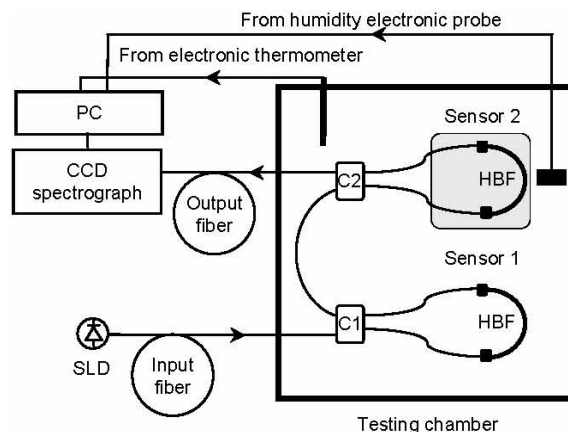 From humidity electronic probe
From electronic thermometer
PC
Sensor 2
CCD
spectrograph
C2
HBF
Output
fiber
Sensor 1
C1
HBF
SLD
Input
fiber
Testing chamber